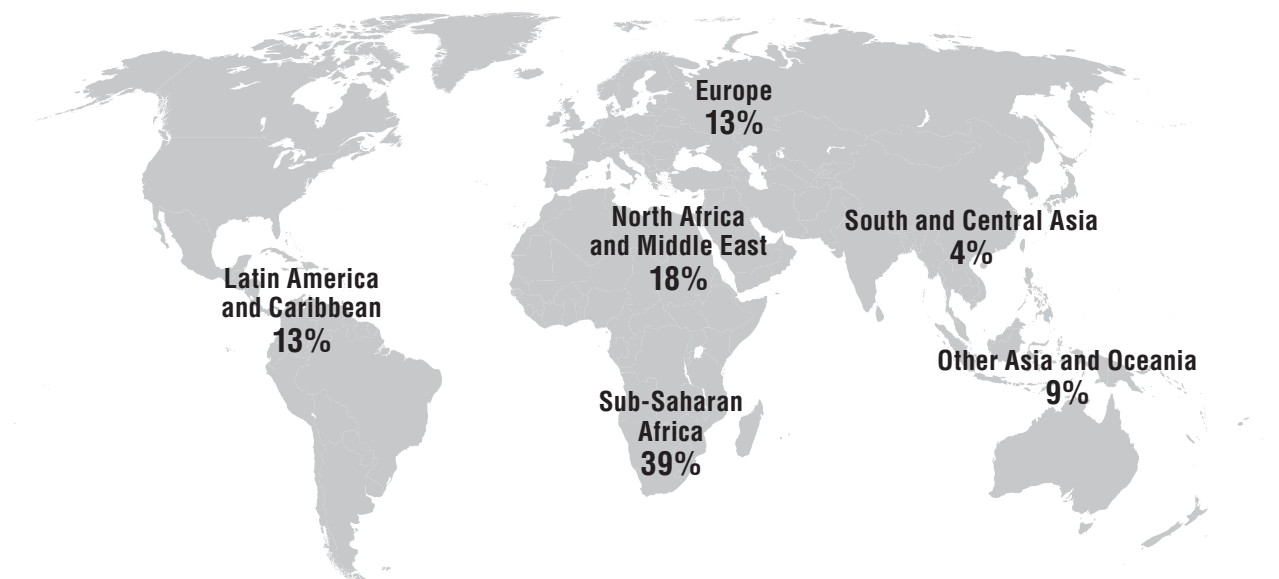 Europe
13%
North Africa
and Middle East
18%
South and Central Asia
4%
Latin America
and Caribbean
13%
Other Asia and Oceania
9%
Sub-Saharan
Africa
39%